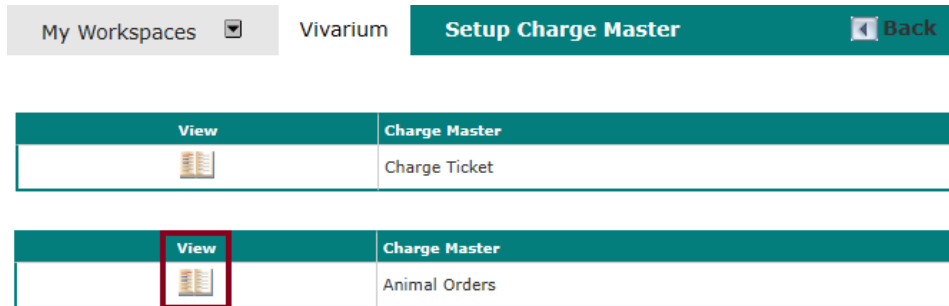 My Workspaces Vivarium Setup Charge Master Back
View Charge Master
Charge Ticket
View Charge Master
Animal Orders